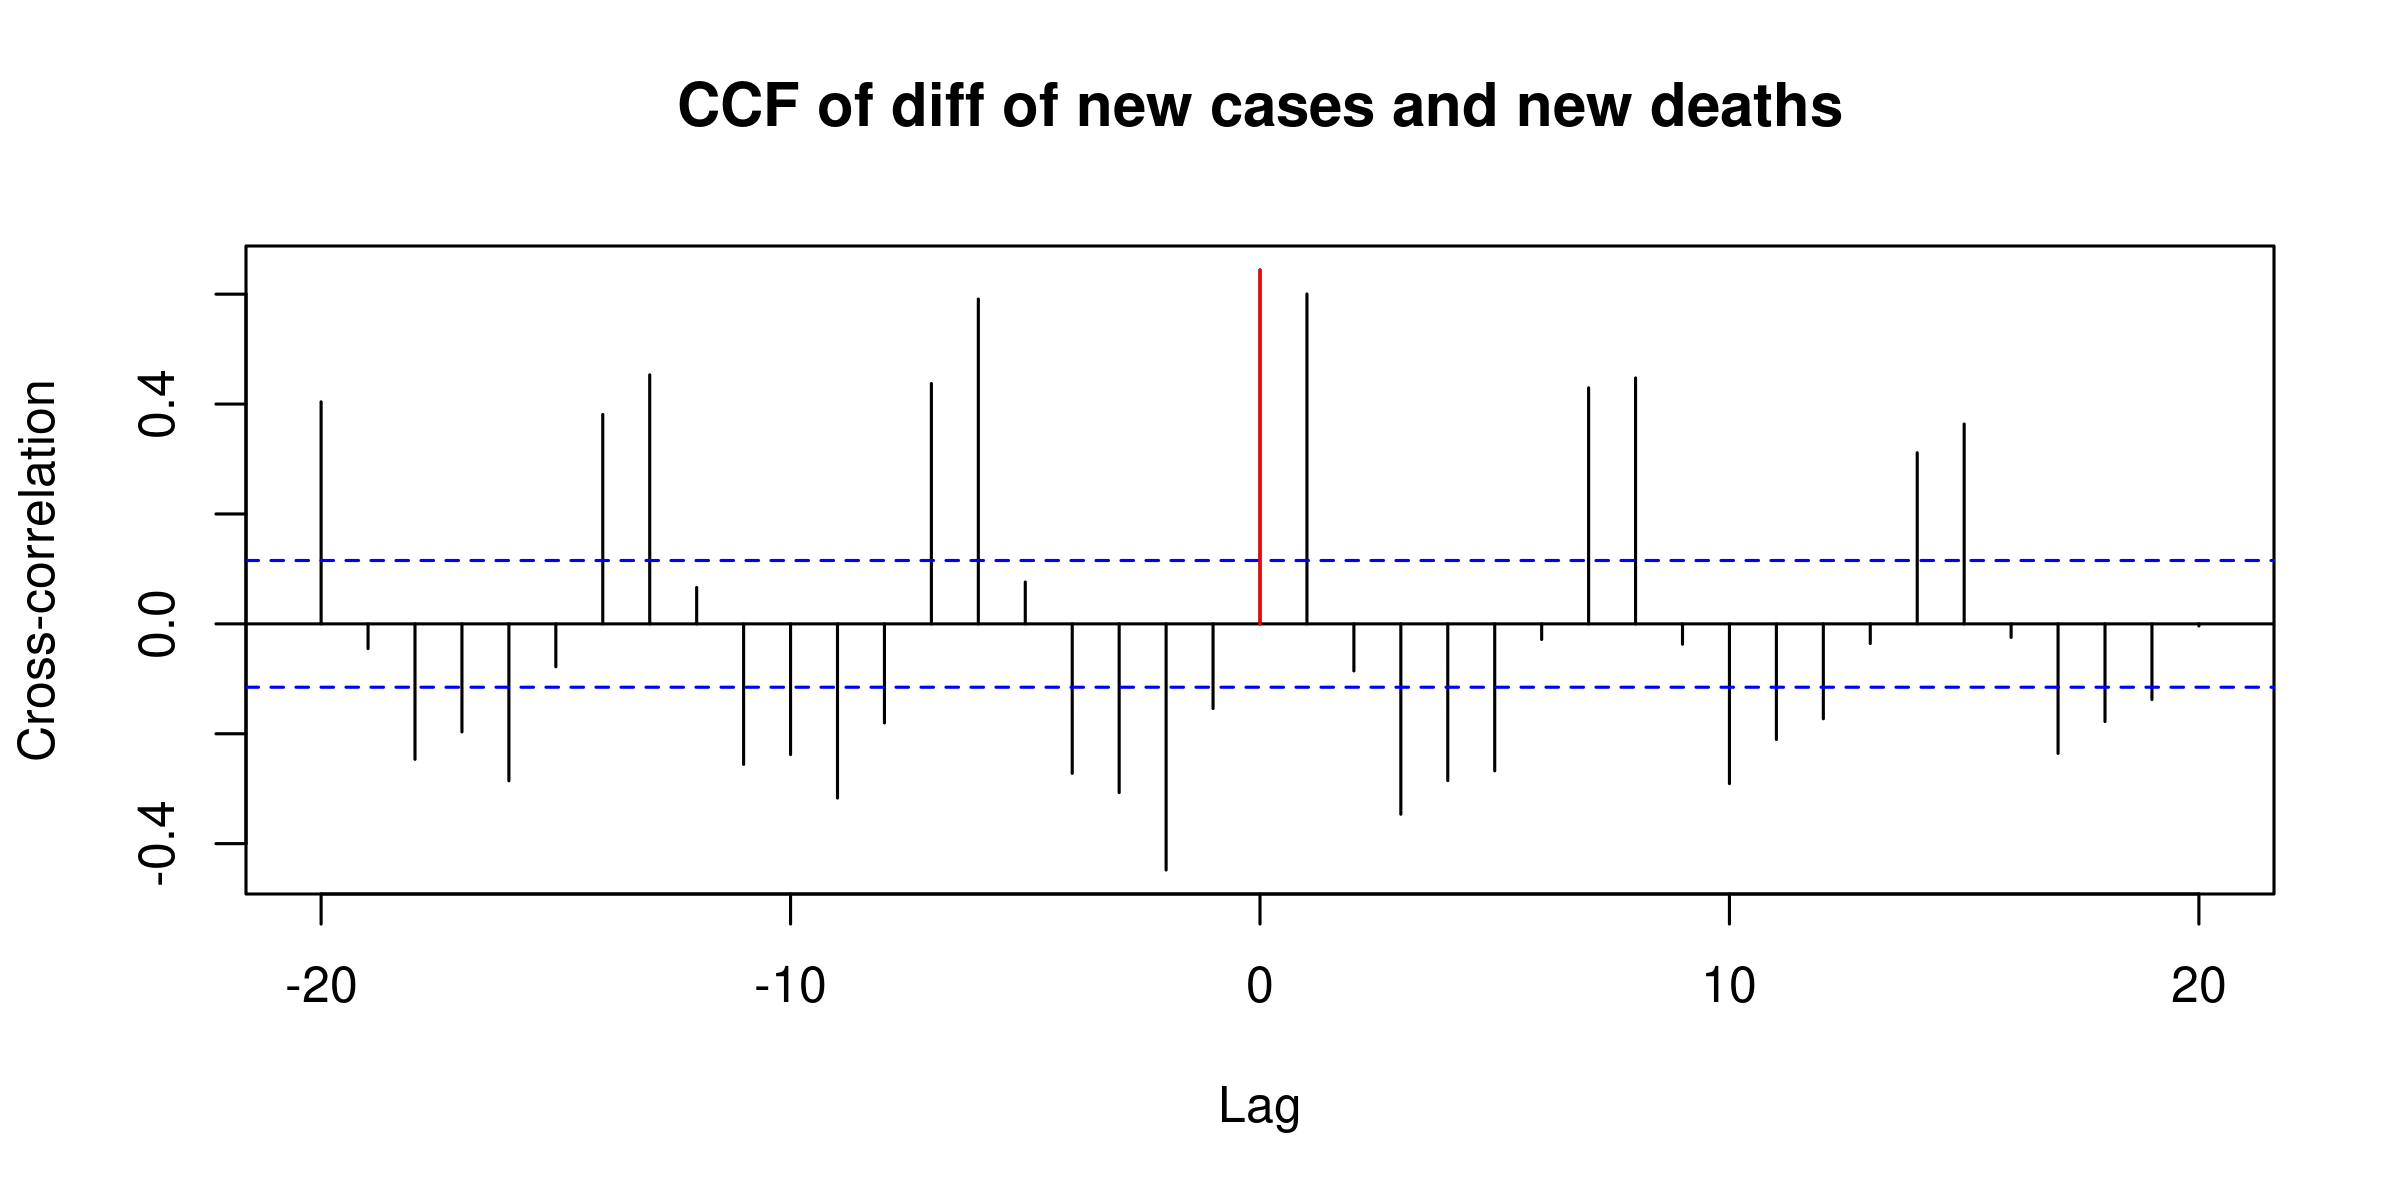 CCF of diff of new cases and new deaths
Cross-correlation
0.4
0.0
-0.4
-20 -10 0 10 20
Lag